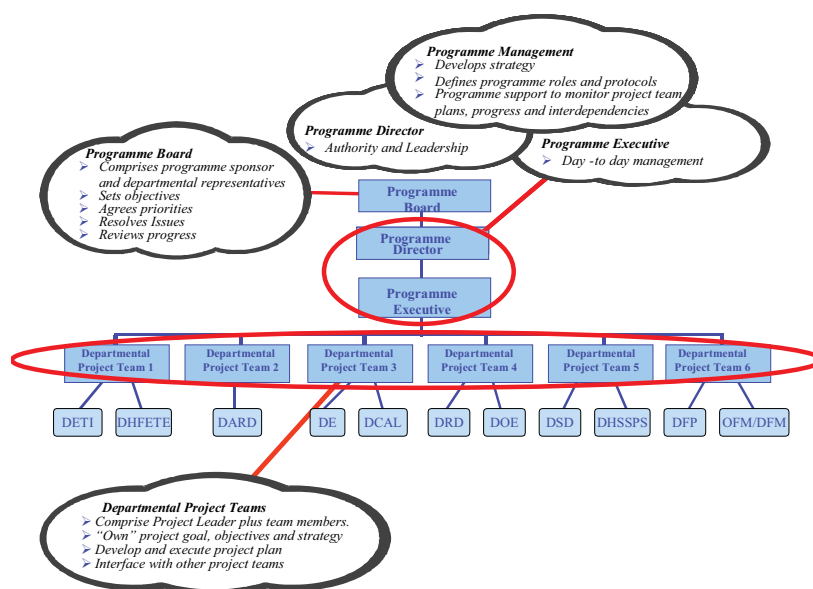 Programme Management
➢ Develops strategy
➢ Defines programme roles and protocols
➢ Programme support to monitor project team
plans, progress and interdependencies
Programme Director
➢ Authority and Leadership
Programme Executive
➢ Day -to day management
Programme Board
➢ Comprises programme sponsor
and departmental representatives
➢ Sets objectives
➢ Agrees priorities
➢ Resolves Issues
➢ Reviews progress
Programme
Board
Programme
Director
Programme
Executive
Departmental
Project Team 1
Departmental
Project Team 2
Departmental
Project Team 3
Departmental
Project Team 4
Departmental
Project Team 5
Departmental
Project Team 6
DETI
DHFETE
DARD
DE
DCAL
DRD
DOE
DSD
DHSSPS
DFP
OFM/DFM
Departmental Project Teams
➢ Comprise Project Leader plus team members.
➢ “Own” project goal, objectives and strategy
➢ Develop and execute project plan
➢ Interface with other project teams